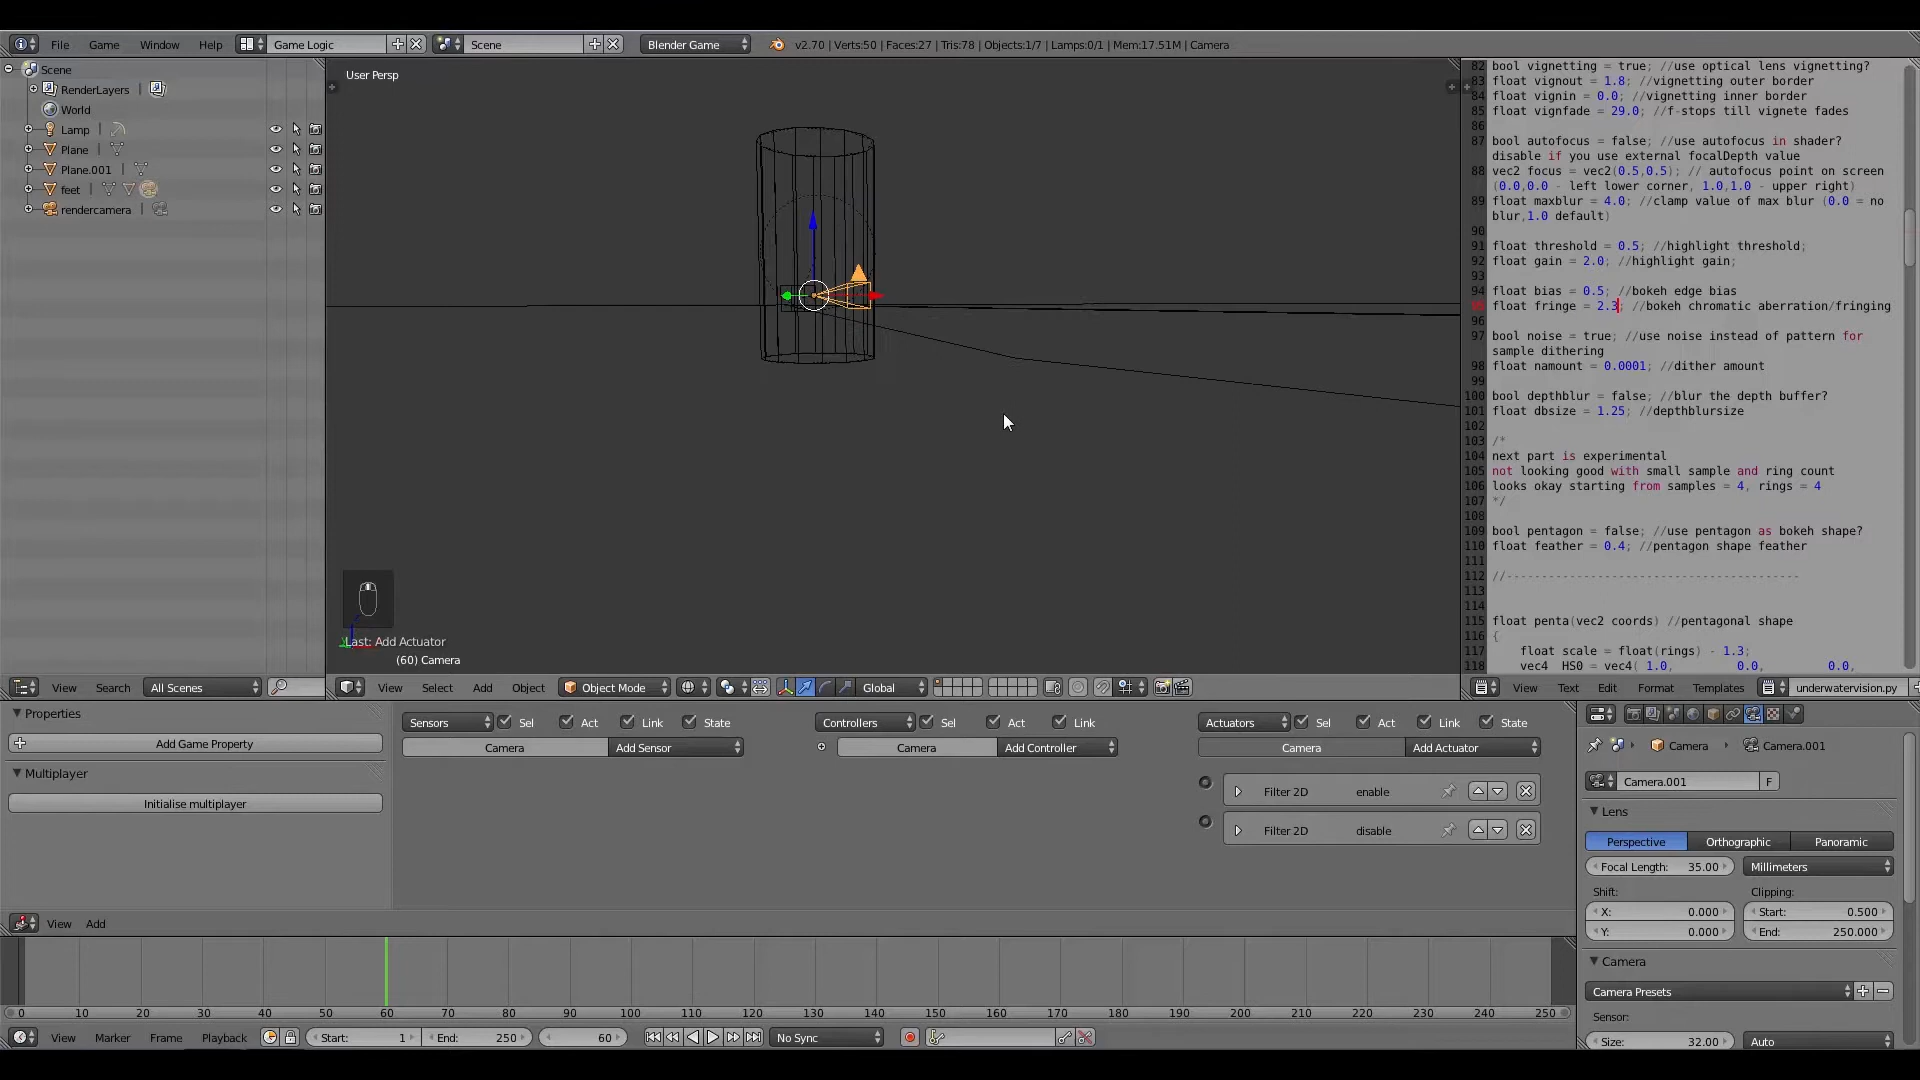 File Game Window Help Game Logic Scene Blender Game v2.70 | Verts:50 | Faces:27 | Tris:78 | Objects:1/7 | Lamps:0/1 | Mem:17.51M | Camera
Scene
RenderLayers |
World
Lamp |
Plane |
Plane.001 |
feet |
rendercamera |
User Persp
Last: Add Actuator
(60) Camera
82 bool vignetting = true; //use optical lens vignetting?
83 float vignout = 1.8; //vignetting outer border
84 float vignin = 0.0; //vignetting inner border
85 float vignfade = 29.0; //f-stops till vignete fades
86
87 bool autofocus = false; //use autofocus in shader?
disable if you use external focalDepth value
88 vec2 focus = vec2(0.5,0.5); // autofocus point on screen
(0.0,0.0 - left lower corner, 1.0,1.0 - upper right)
89 float maxblur = 4.0; //clamp value of max blur (0.0 = no
blur,1.0 default)
90
91 float threshold = 0.5; //highlight threshold;
92 float gain = 2.0; //highlight gain;
93
94 float bias = 0.5; //bokeh edge bias
95 float fringe = 2.3; //bokeh chromatic aberration/fringing
96
97 bool noise = true; //use noise instead of pattern for
sample dithering
98 float namount = 0.0001; //dither amount
99
100 bool depthblur = false; //blur the depth buffer?
101 float dbsize = 1.25; //depthblursize
102
103 /*
104 next part is experimental
105 not looking good with small sample and ring count
106 looks okay starting from samples = 4, rings = 4
107 */
108
109 bool pentagon = false; //use pentagon as bokeh shape?
110 float feather = 0.4; //pentagon shape feather
111
112 //------------------------------------------
113
114
115 float penta(vec2 coords) //pentagonal shape
116 {
117 float scale = float(rings) - 1.3;
118 vec4 HS0 = vec4( 1.0, 0.0, 0.0,
View Search All Scenes
View Select Add Object Object Mode Global
View Text Edit Format Templates underwatervision.py
Properties
Add Game Property
Multiplayer
Initialise multiplayer
Sensors Sel Act Link State
Camera Add Sensor
Controllers Sel Act Link
Camera Add Controller
Actuators Sel Act Link State
Camera Add Actuator
Filter 2D enable
Filter 2D disable
Camera Camera.001
Camera.001 F
Lens
Perspective Orthographic Panoramic
Focal Length: 35.00 Millimeters
Shift: Clipping:
X: 0.000 Start: 0.500
Y: 0.000 End: 250.000
Camera
Camera Presets
Sensor:
Size: 32.00 Auto
View Add
0 10 20 30 40 50 60 70 80 90 100 110 120 130 140 150 160 170 180 190 200 210 220 230 240 250
View Marker Frame Playback Start: 1 End: 250 60 No Sync